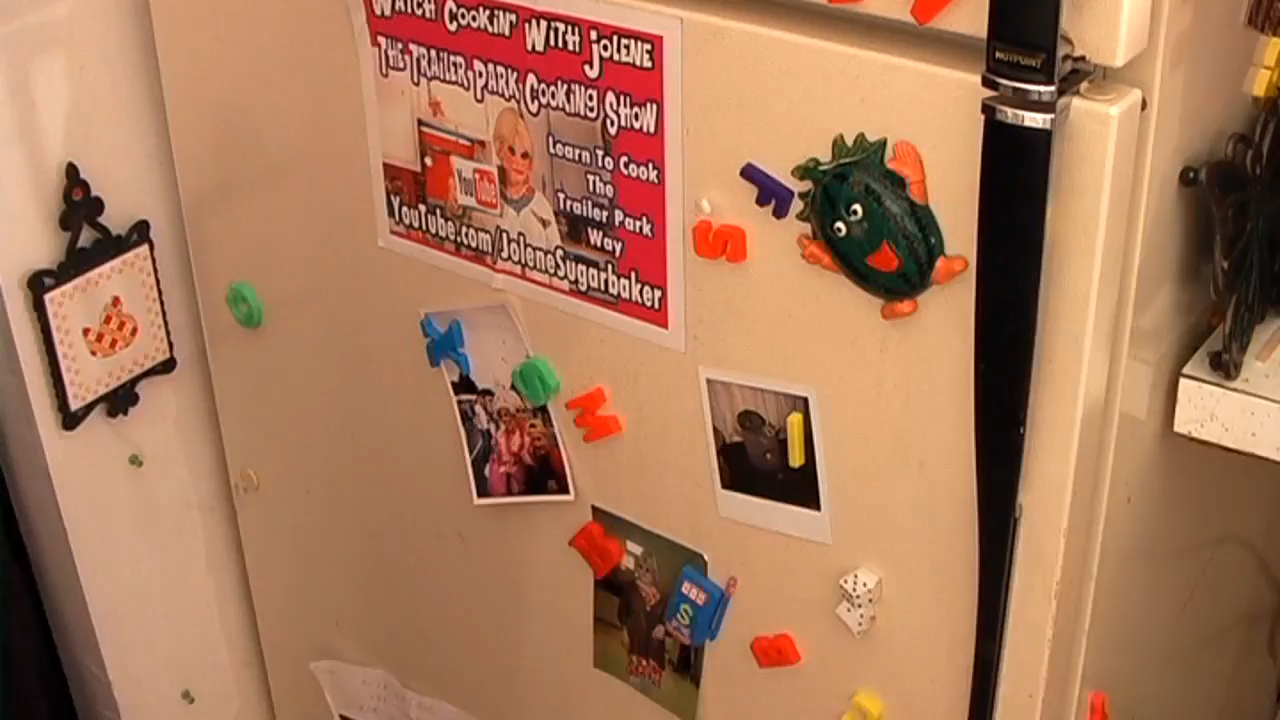 WATCH COOKIN' WITH JOLENE
THE TRAILER PARK COOKING SHOW
Learn To Cook
The
Trailer Park
Way
YouTube
YouTube.com/JoleneSugarbaker
HOTPOINT
F
S
X
M
$
B